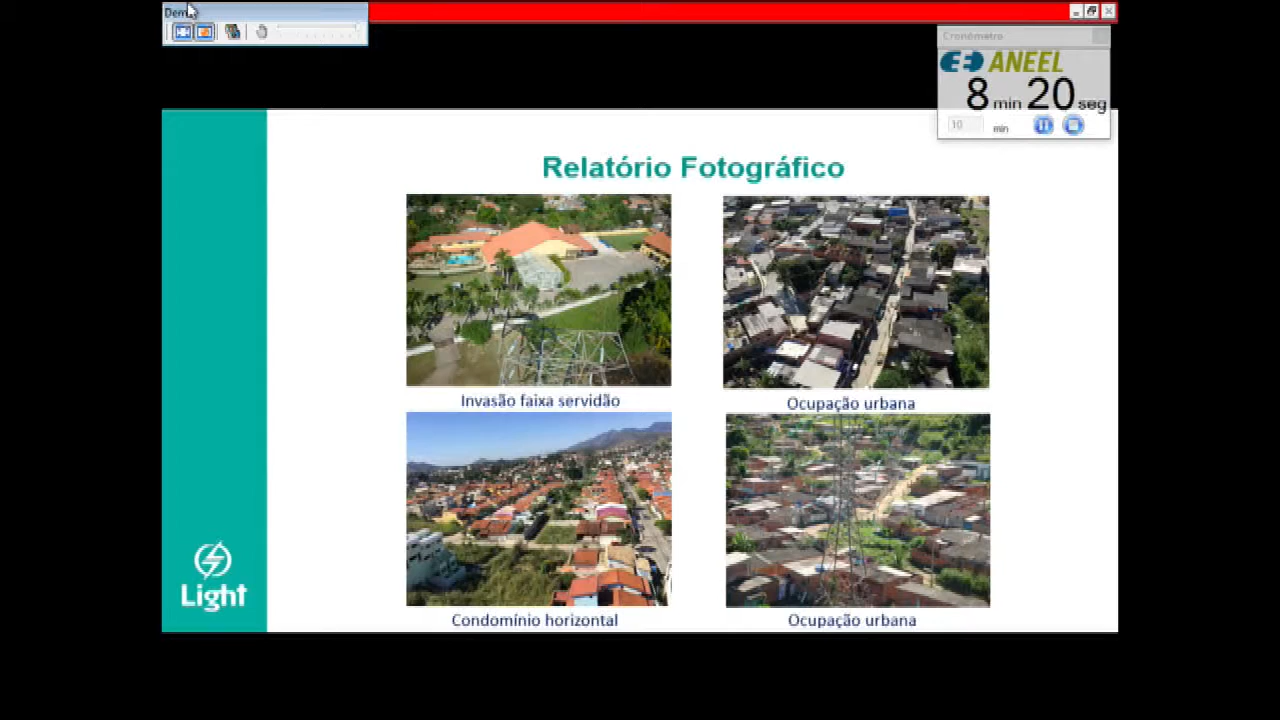 Dem
Cronômetro
ANEEL
8 min 20 seg
10 min
Relatório Fotográfico
Invasão faixa servidão
Ocupação urbana
Condomínio horizontal
Ocupação urbana
Light